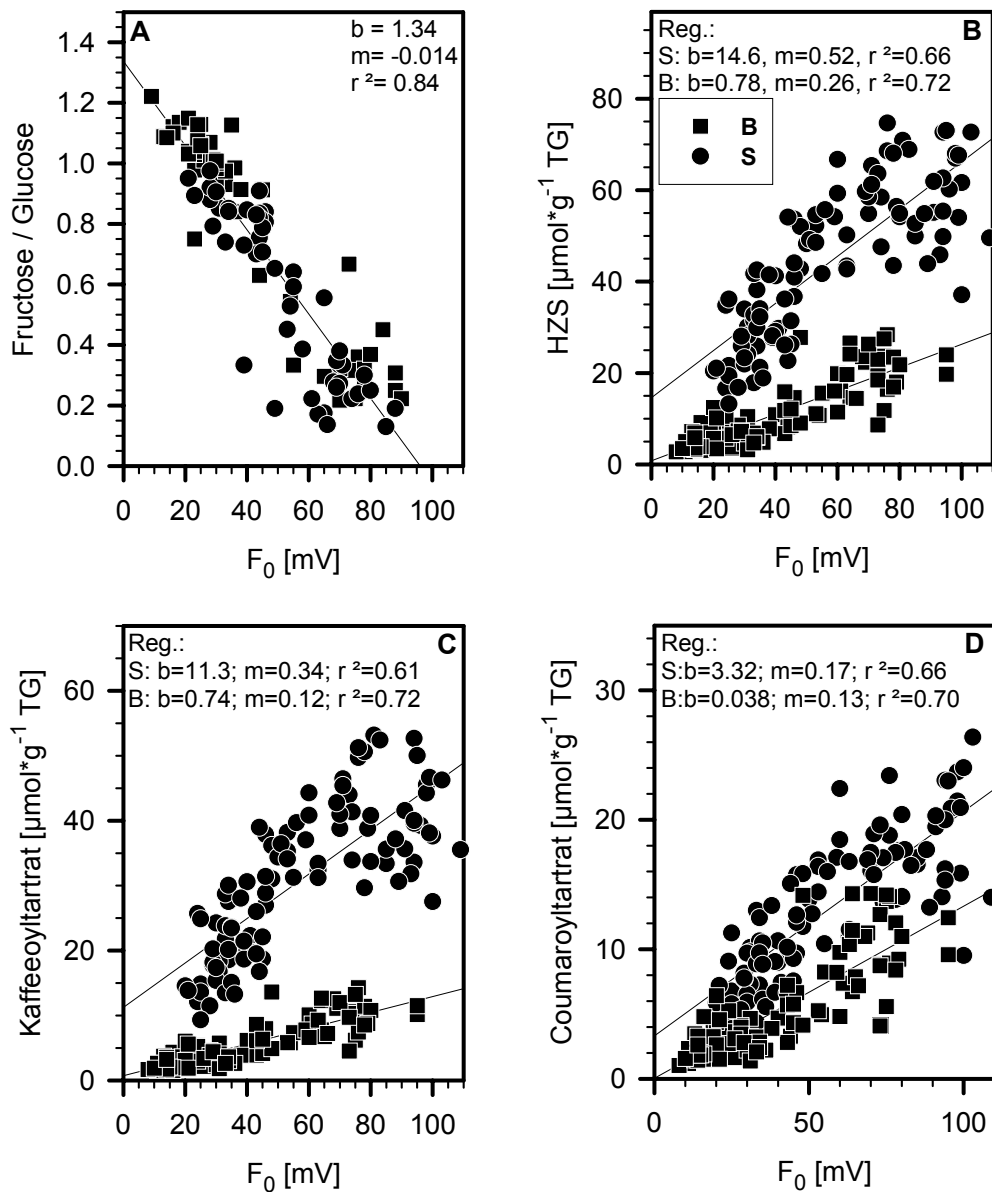 A
b = 1.34
m= -0.014
r ²= 0.84
1.4
1.2
1.0
0.8
0.6
0.4
0.2
0.0
Fructose / Glucose
0 20 40 60 80 100
F0 [mV]
Reg.: B
S: b=14.6, m=0.52, r ²=0.66
B: b=0.78, m=0.26, r ²=0.72
B
S
80
60
40
20
0
HZS [µmol*g-1 TG]
0 20 40 60 80 100
F0 [mV]
Reg.: C
S: b=11.3; m=0.34; r ²=0.61
B: b=0.74; m=0.12; r ²=0.72
60
40
20
0
Kaffeeoyltartrat [µmol*g-1 TG]
0 20 40 60 80 100
F0 [mV]
Reg.: D
S:b=3.32; m=0.17; r ²=0.66
B:b=0.038; m=0.13; r ²=0.70
30
20
10
0
Coumaroyltartrat [µmol*g-1 TG]
0 50 100
F0 [mV]